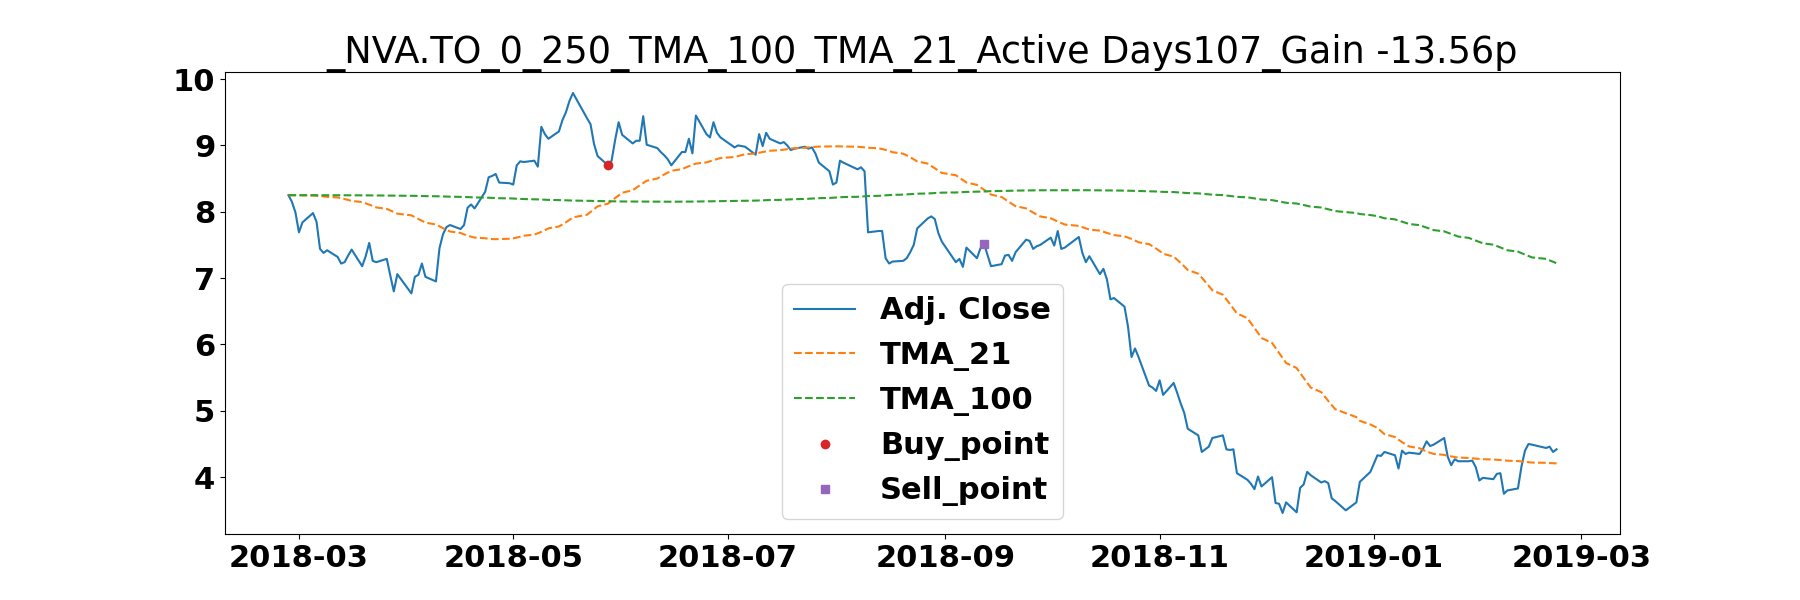 _NVA.TO_0_250_TMA_100_TMA_21_Active Days107_Gain -13.56p
10
9
8
7
6
5
4
Adj. Close
TMA_21
TMA_100
Buy_point
Sell_point
2018-03 2018-05 2018-07 2018-09 2018-11 2019-01 2019-03